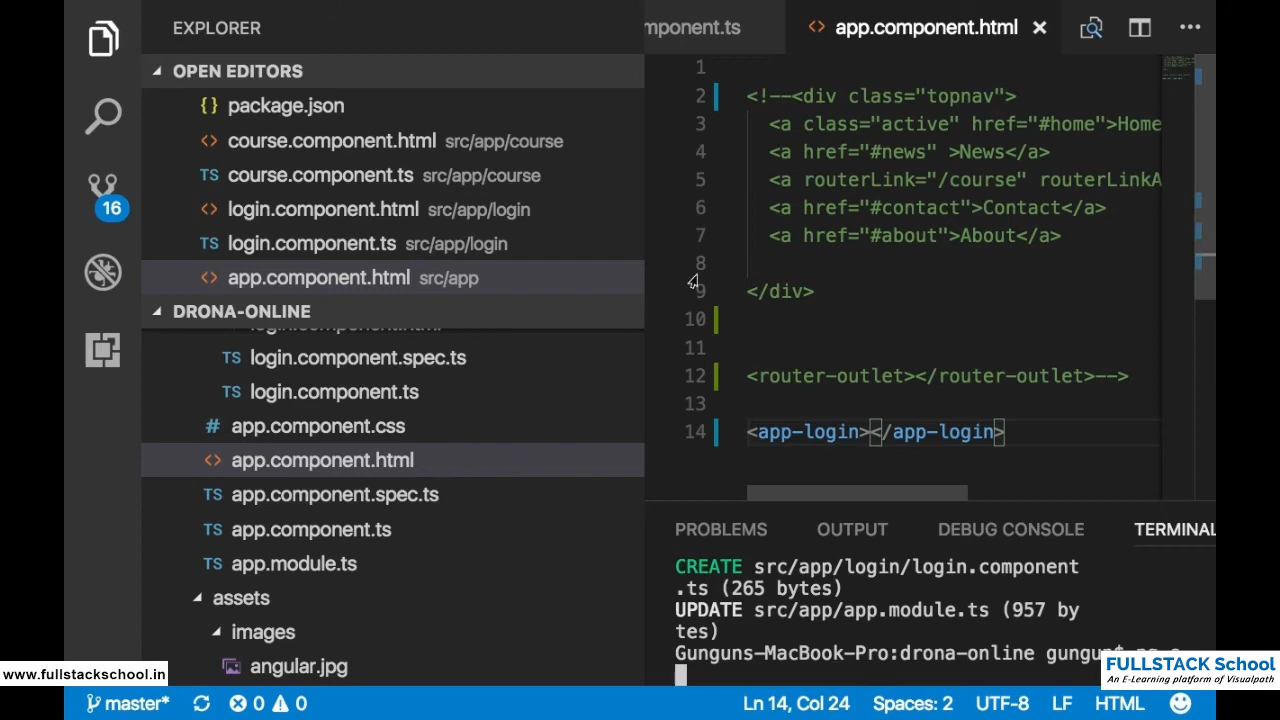 EXPLORER
OPEN EDITORS
{} package.json
<> course.component.html src/app/course
TS course.component.ts src/app/course
<> login.component.html src/app/login
TS login.component.ts src/app/login
<> app.component.html src/app
DRONA-ONLINE
TS login.component.spec.ts
TS login.component.ts
# app.component.css
<> app.component.html
TS app.component.spec.ts
TS app.component.ts
TS app.module.ts
assets
images
angular.jpg
16
mponent.ts
<> app.component.html
1
2 <!--<div class="topnav">
3 <a class="active" href="#home">Home
4 <a href="#news" >News</a>
5 <a routerLink="/course" routerLinkA
6 <a href="#contact">Contact</a>
7 <a href="#about">About</a>
8
9 </div>
10
11
12 <router-outlet></router-outlet>-->
13
14 <app-login></app-login>
PROBLEMS OUTPUT DEBUG CONSOLE TERMINAL
CREATE src/app/login/login.component
.ts (265 bytes)
UPDATE src/app/app.module.ts (957 by
tes)
Gunguns-MacBook-Pro:drona-online gungun$
www.fullstackschool.in
FULLSTACK School
An E-Learning platform of Visualpath
master* 0 0 Ln 14, Col 24 Spaces: 2 UTF-8 LF HTML